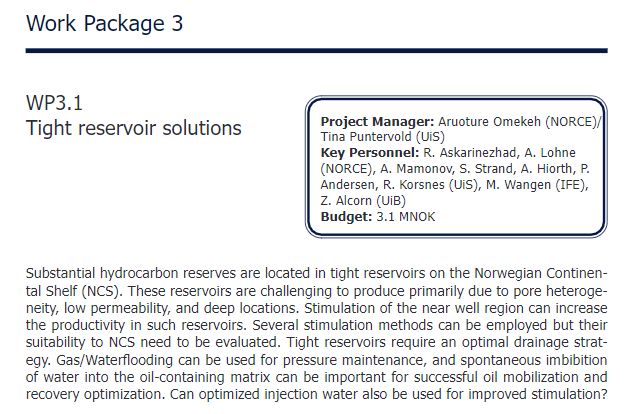 Work Package 3
WP3.1
Tight reservoir solutions
Project Manager: Aruoture Omekeh (NORCE)/
Tina Puntervold (UiS)
Key Personnel: R. Askarinezhad, A. Lohne
(NORCE), A. Mamonov, S. Strand, A. Hiorth, P.
Andersen, R. Korsnes (UiS), M. Wangen (IFE),
Z. Alcorn (UiB)
Budget: 3.1 MNOK
Substantial hydrocarbon reserves are located in tight reservoirs on the Norwegian Continen-
tal Shelf (NCS). These reservoirs are challenging to produce primarily due to pore heteroge-
neity, low permeability, and deep locations. Stimulation of the near well region can increase
the productivity in such reservoirs. Several stimulation methods can be employed but their
suitability to NCS need to be evaluated. Tight reservoirs require an optimal drainage strat-
egy. Gas/Waterflooding can be used for pressure maintenance, and spontaneous imbibition
of water into the oil-containing matrix can be important for successful oil mobilization and
recovery optimization. Can optimized injection water also be used for improved stimulation?